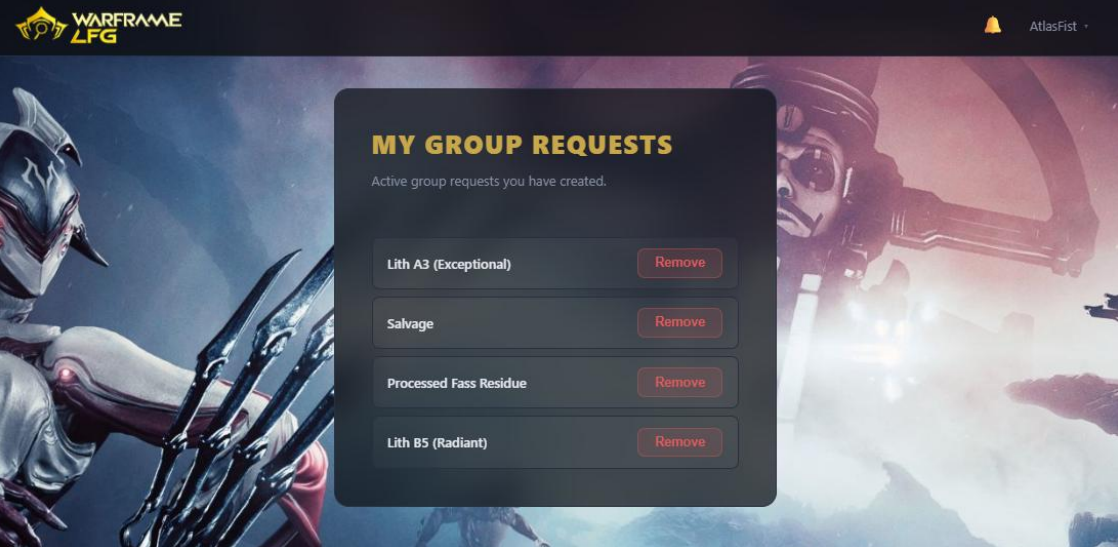 WARFRAME
LFG
AtlasFist
MY GROUP REQUESTS
Active group requests you have created.
Lith A3 (Exceptional)
Remove
Salvage
Remove
Processed Fass Residue
Remove
Lith B5 (Radiant)
Remove